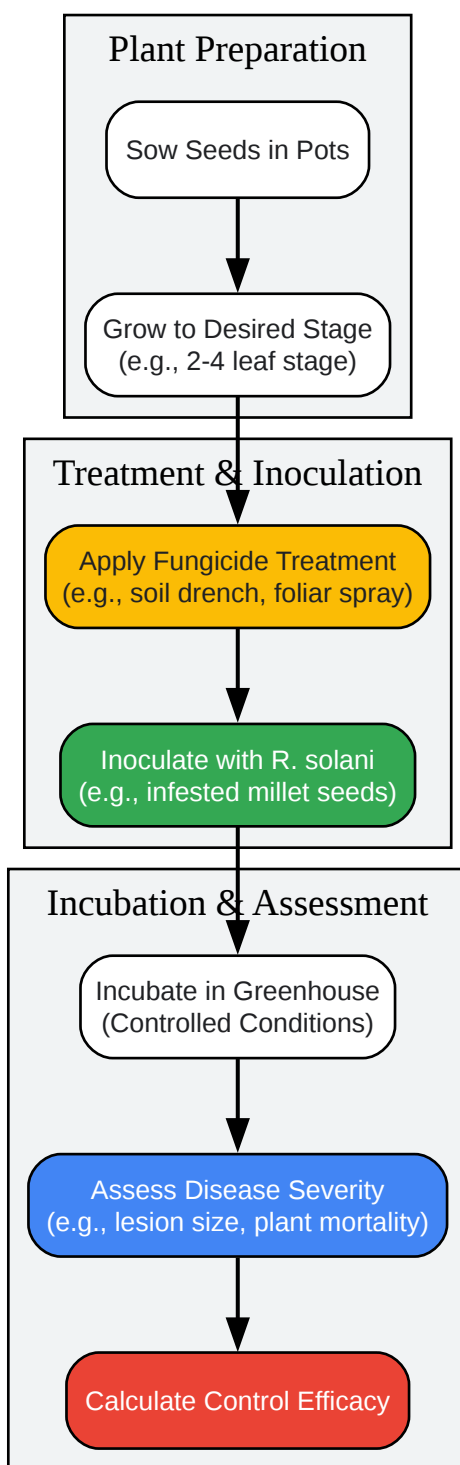 Plant Preparation
Sow Seeds in Pots
Grow to Desired Stage
(e.g., 2-4 leaf stage)
Treatment & Inoculation
Apply Fungicide Treatment
(e.g., soil drench, foliar spray)
Inoculate with R. solani
(e.g., infested millet seeds)
Incubation & Assessment
Incubate in Greenhouse
(Controlled Conditions)
Assess Disease Severity
(e.g., lesion size, plant mortality)
Calculate Control Efficacy